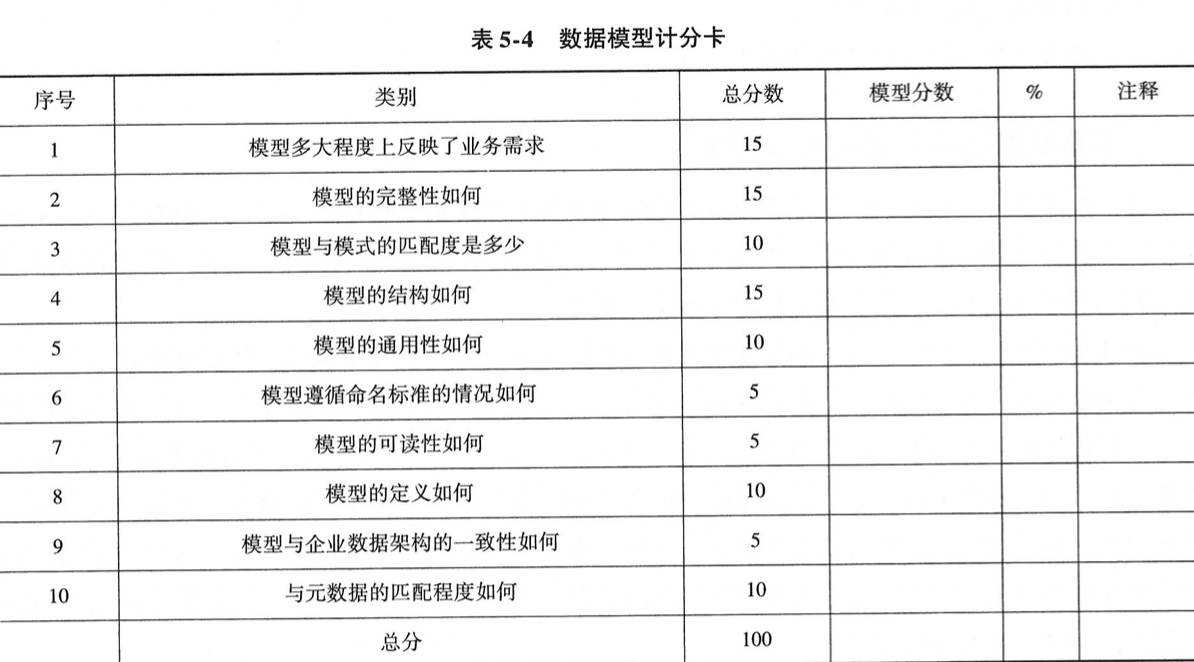 表 5-4 数据模型计分卡
序号 类别 总分数 模型分数 % 注释
1 模型多大程度上反映了业务需求 15
2 模型的完整性如何 15
3 模型与模式的匹配度是多少 10
4 模型的结构如何 15
5 模型的通用性如何 10
6 模型遵循命名标准的情况如何 5
7 模型的可读性如何 5
8 模型的定义如何 10
9 模型与企业数据架构的一致性如何 5
10 与元数据的匹配程度如何 10
总分 100